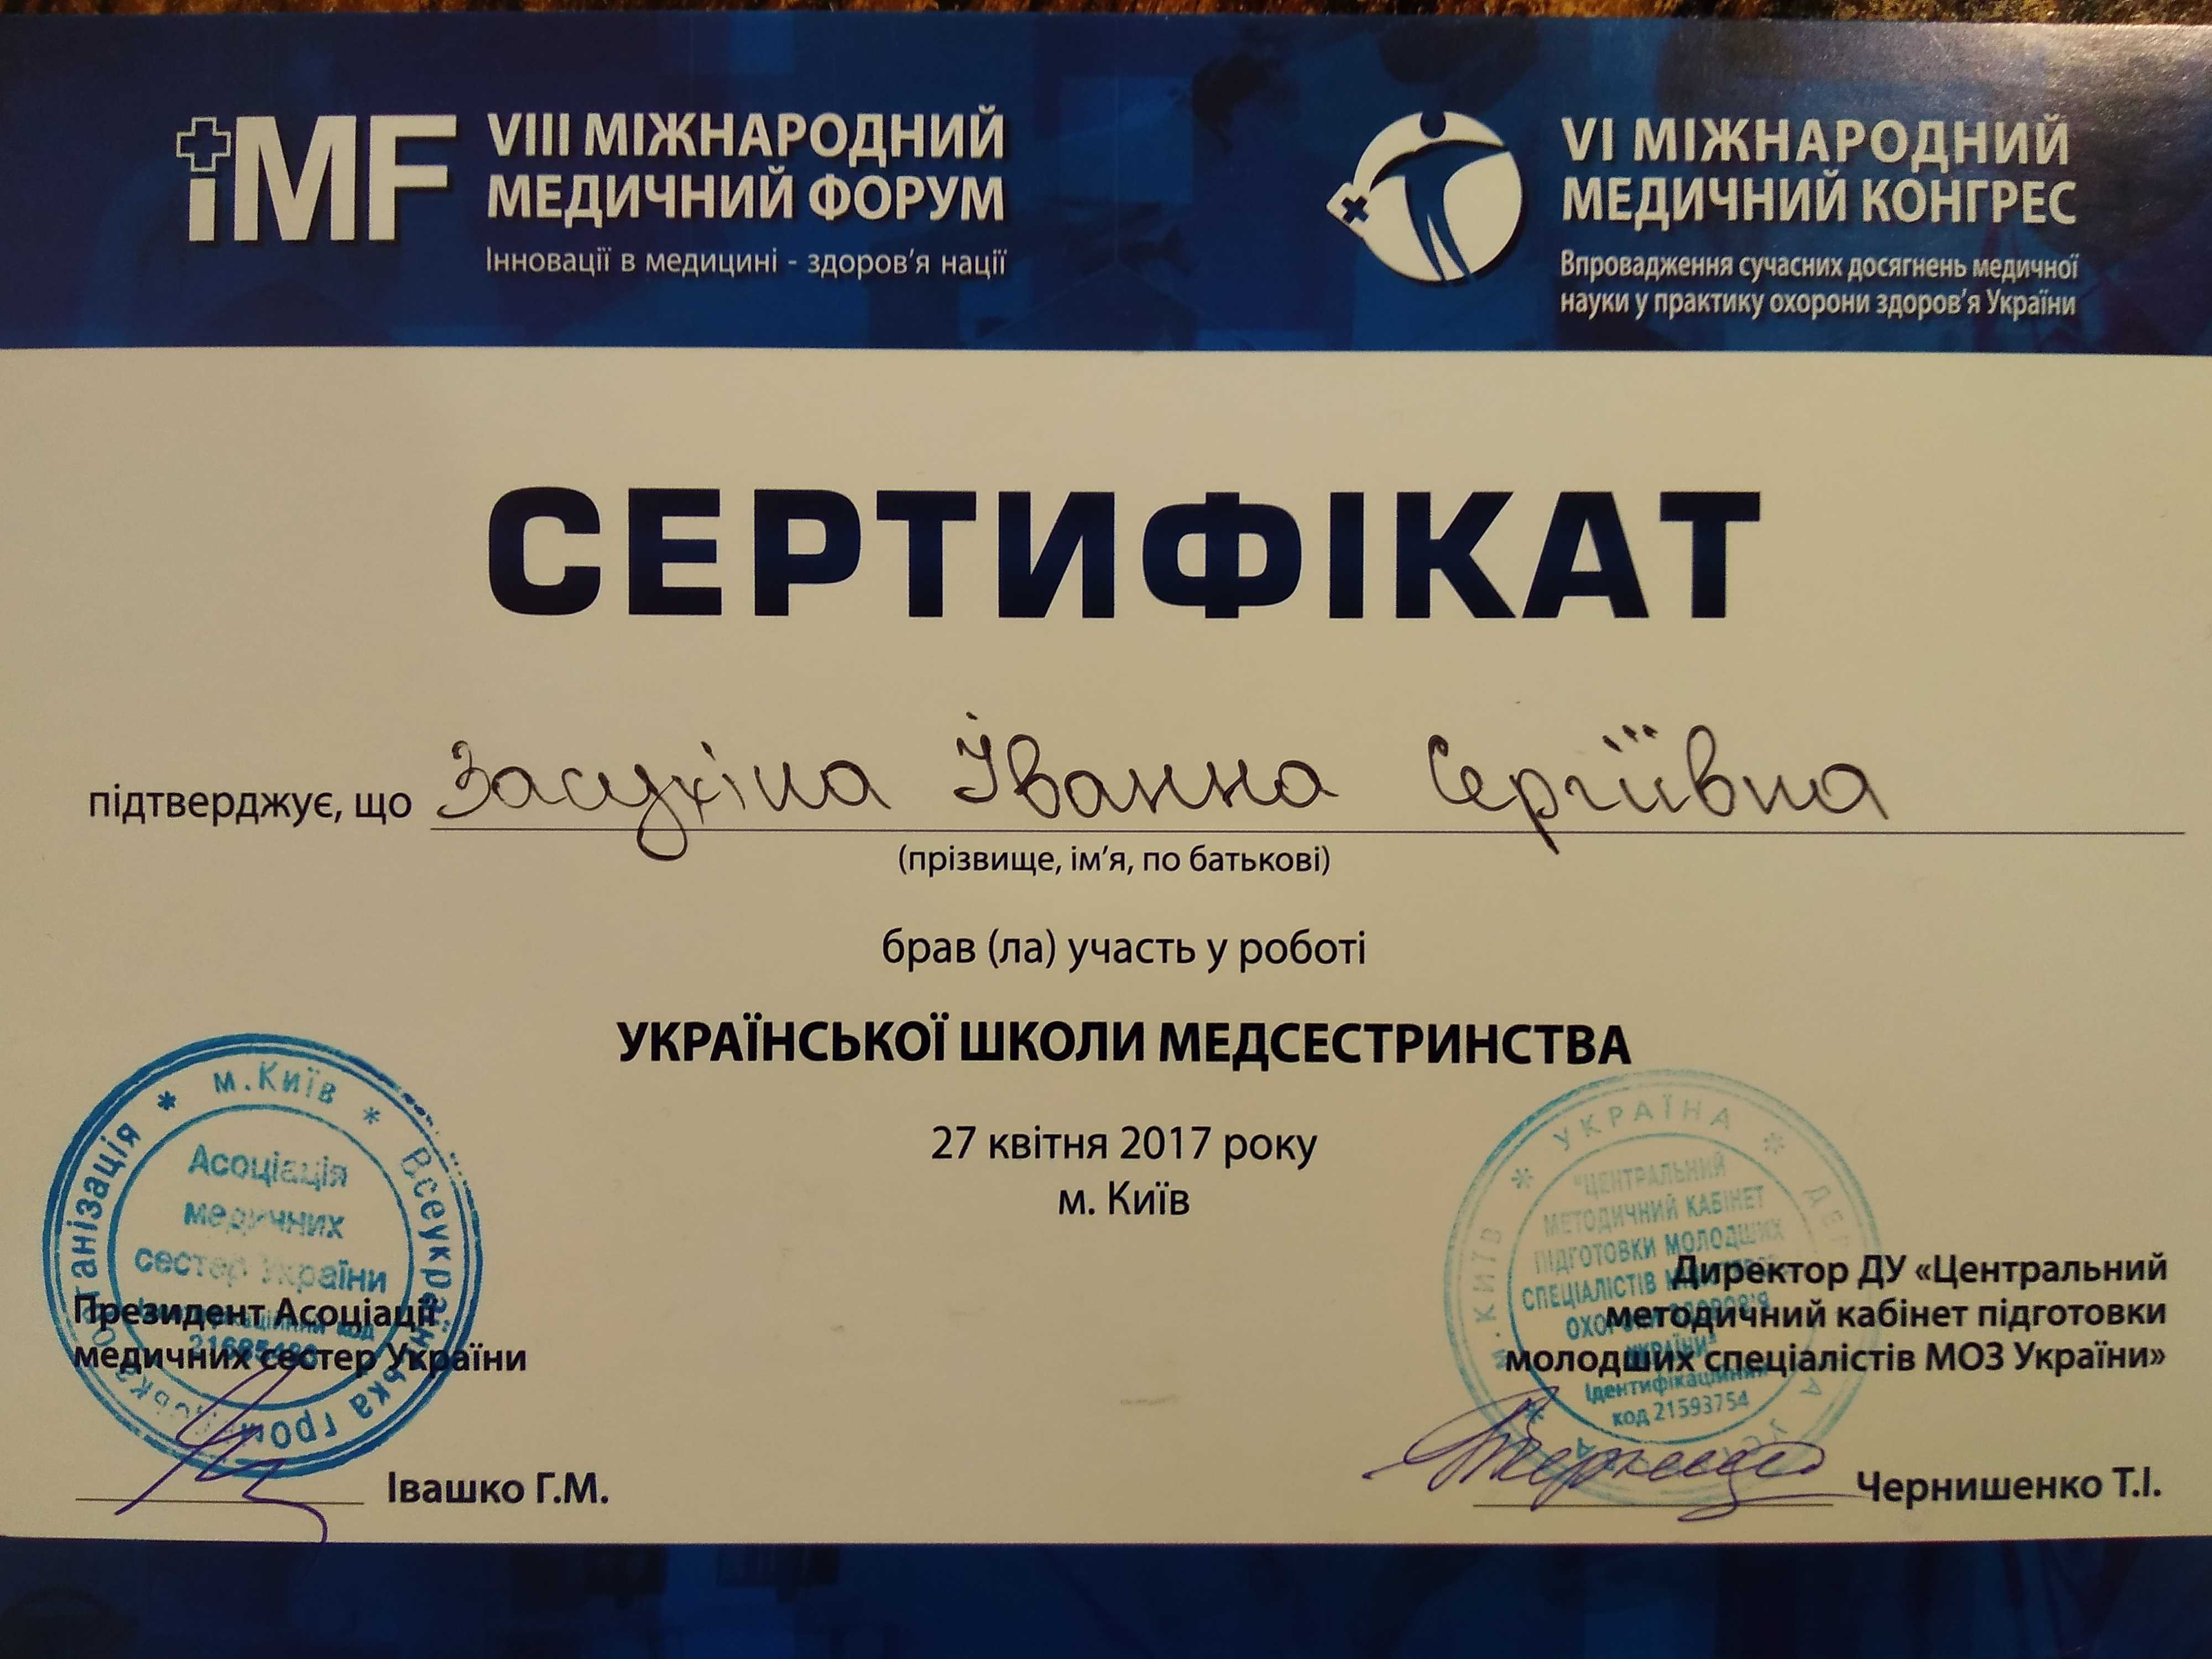 iMF
VIII МІЖНАРОДНИЙ
МЕДИЧНИЙ ФОРУМ
Інновації в медицині - здоров'я нації
VI МІЖНАРОДНИЙ
МЕДИЧНИЙ КОНГРЕС
Впровадження сучасних досягнень медичної
науки у практику охорони здоров'я України
СЕРТИФІКАТ
підтверджує, що Засухіна Іванна Сергіївна
(прізвище, ім'я, по батькові)
брав (ла) участь у роботі
УКРАЇНСЬКОЇ ШКОЛИ МЕДСЕСТРИНСТВА
27 квітня 2017 року
м. Київ
м.Київ
Асоціація
медичних
сестер України
Президент Асоціації
медичних сестер України
Івашко Г.М.
УКРАЇНА
м.КИЇВ
"ЦЕНТРАЛЬНИЙ
МЕТОДИЧНИЙ КАБІНЕТ
ПІДГОТОВКИ МОЛОДШИХ
СПЕЦІАЛІСТІВ
УКРАЇНИ"
Ідентифікаційний
код 21593754
Директор ДУ «Центральний
методичний кабінет підготовки
молодших спеціалістів МОЗ України»
Чернишенко Т.І.